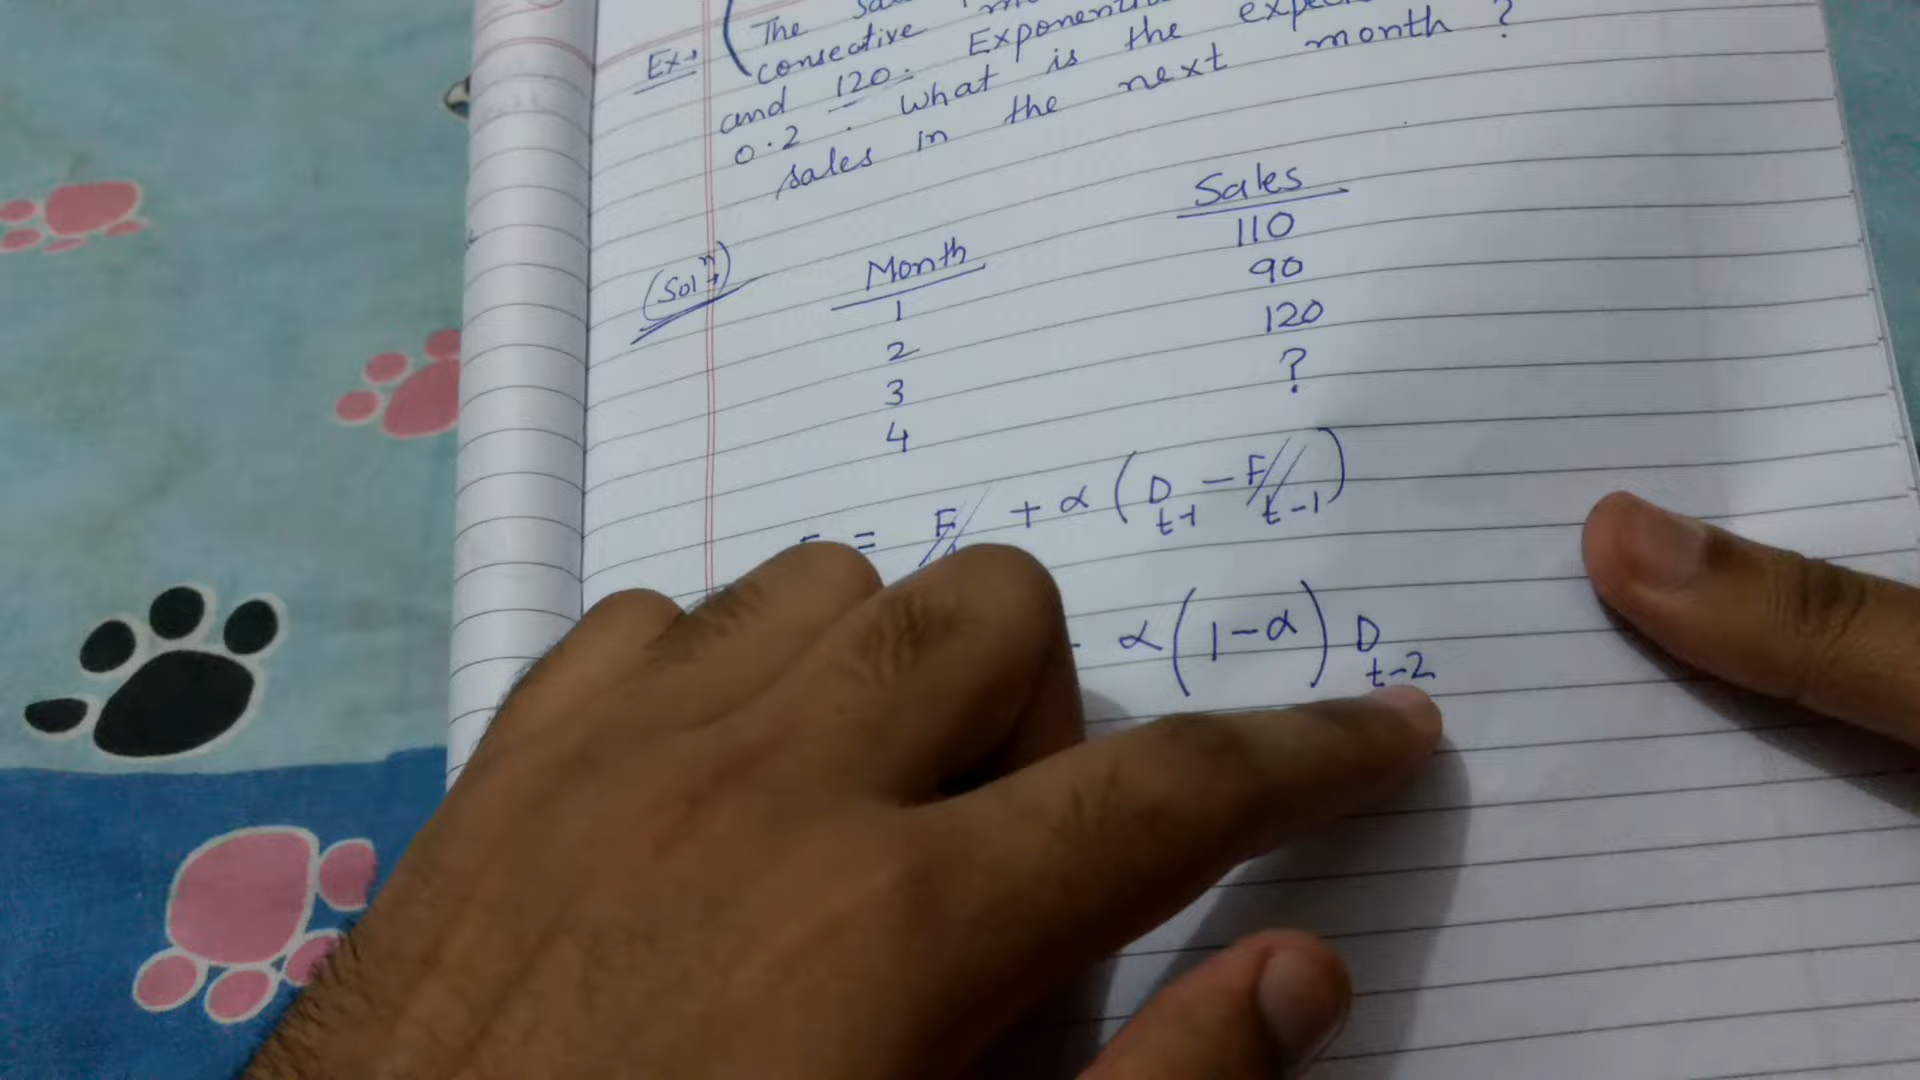 Ex→ The
consecutive
and 120. Exponenti
0.2. What is the
sales in the next month ?
(Solⁿ→)
Month Sales
1 110
2 90
3 120
4 ?
= F + α (D t-1 - F t-1)
α (1-α) D t-2